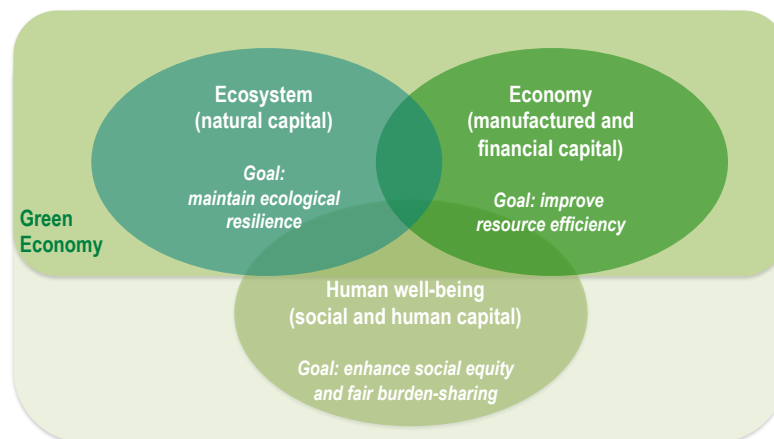 Ecosystem
(natural capital)
Goal:
maintain ecological
resilience
Economy
(manufactured and
financial capital)
Goal: improve
resource efficiency
Green
Economy
Human well-being
(social and human capital)
Goal: enhance social equity
and fair burden-sharing